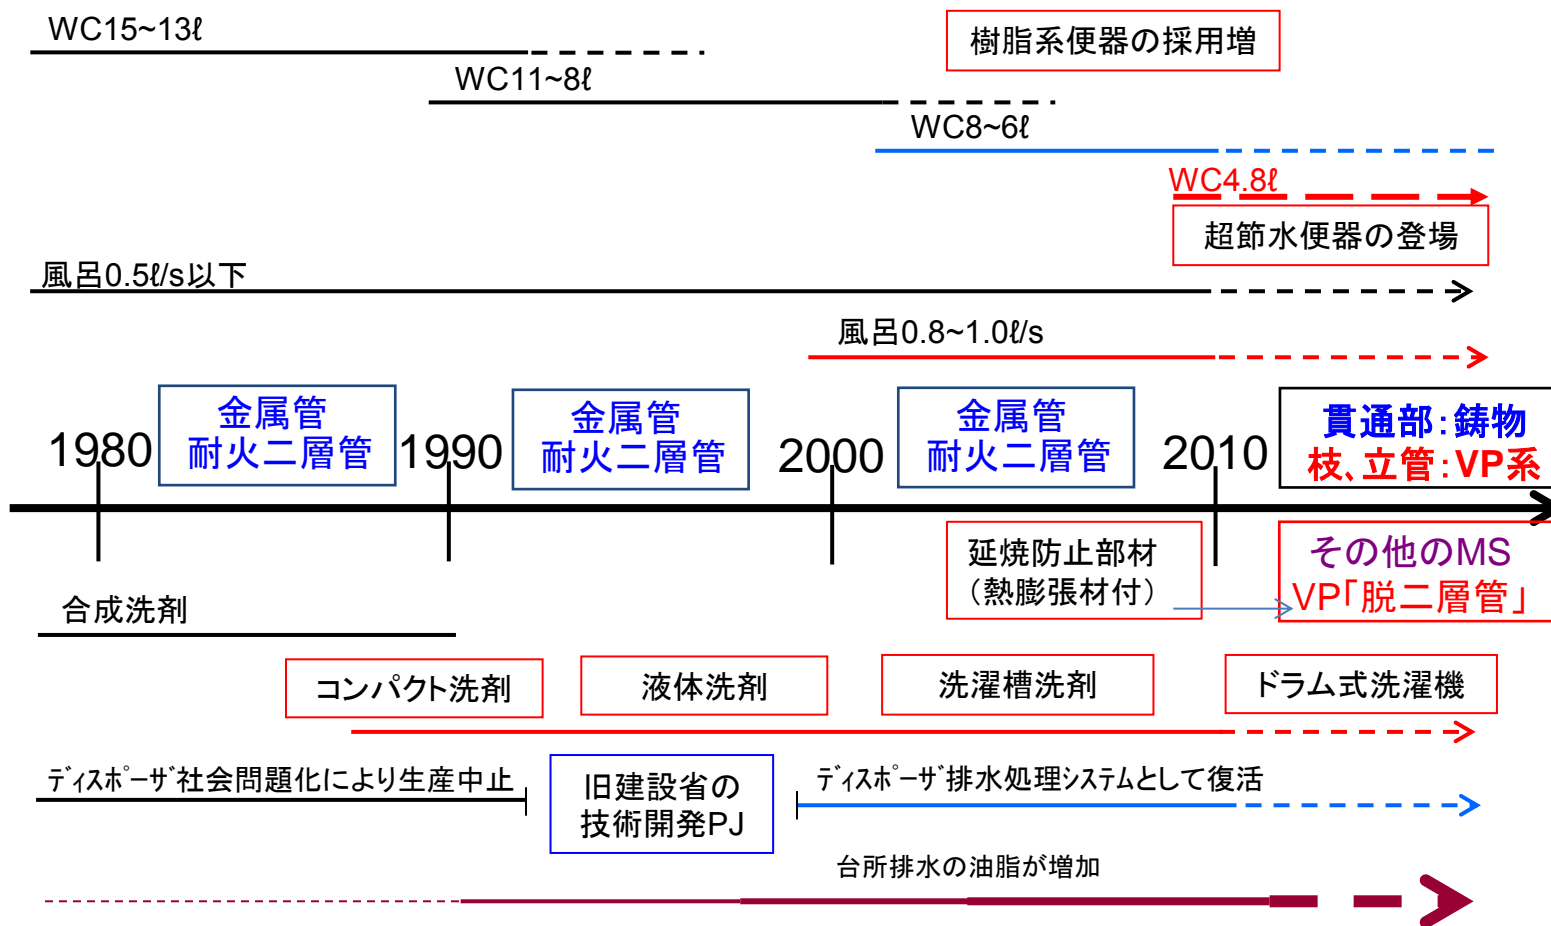 WC15~13ℓ
樹脂系便器の採用増
WC11~8ℓ
WC8~6ℓ
WC4.8ℓ
超節水便器の登場
風呂0.5ℓ/s以下
風呂0.8~1.0ℓ/s
1980
金属管
耐火二層管
1990
金属管
耐火二層管
2000
金属管
耐火二層管
2010
貫通部：鋳物
枝、立管：VP系
延焼防止部材
（熱膨張材付）
その他のMS
VP「脱二層管」
合成洗剤
コンパクト洗剤
液体洗剤
洗濯槽洗剤
ドラム式洗濯機
ﾃﾞｨｽﾎﾟｰｻﾞ社会問題化により生産中止
旧建設省の
技術開発PJ
ﾃﾞｨｽﾎﾟｰｻﾞ排水処理ｼｽﾃﾑとして復活
台所排水の油脂が増加